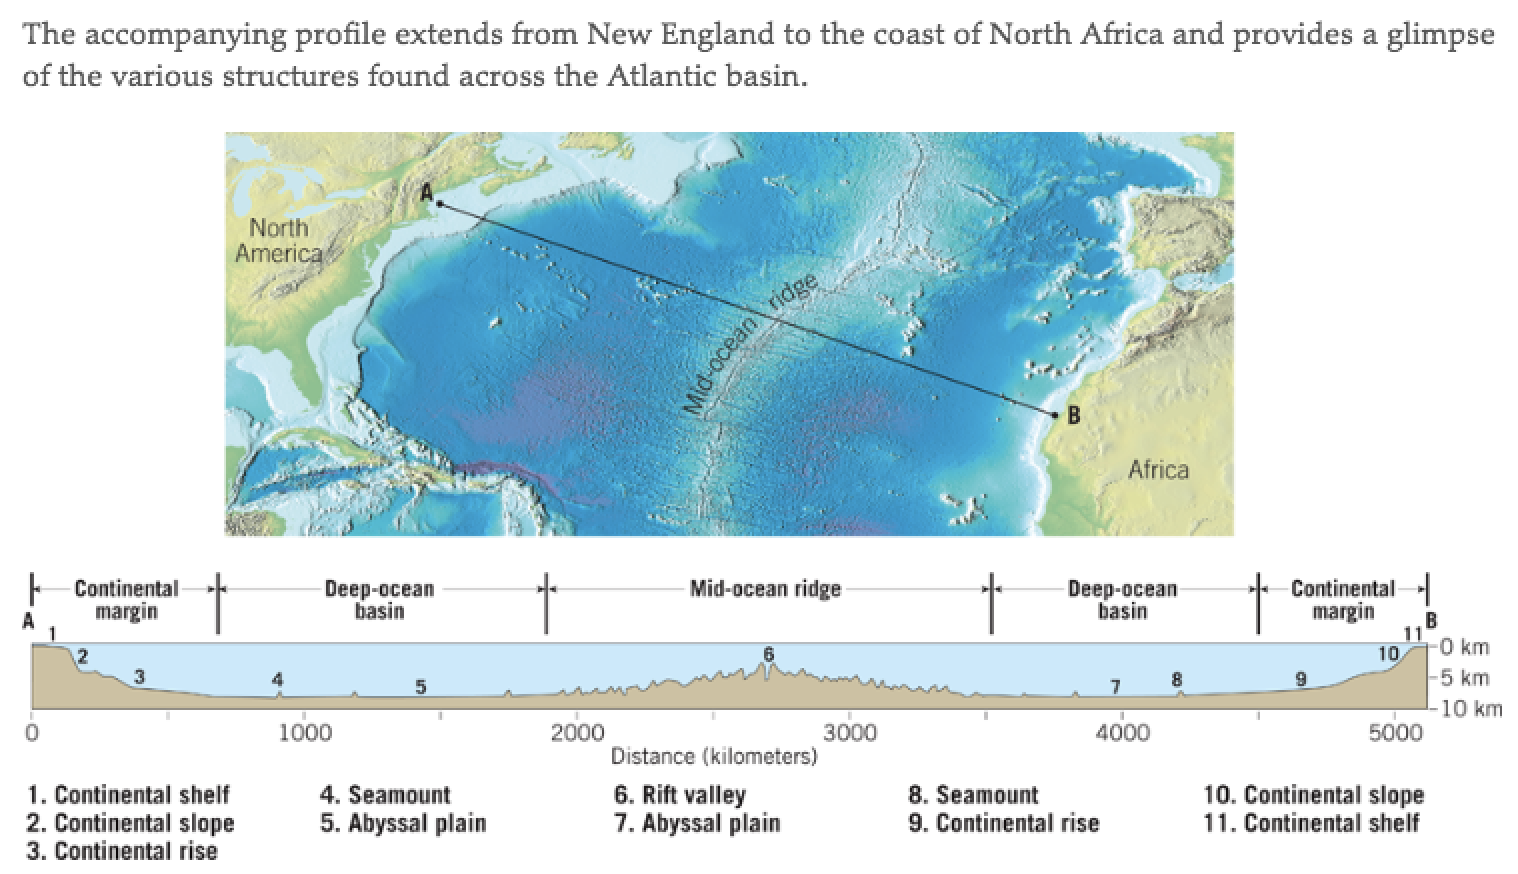 The accompanying profile extends from New England to the coast of North Africa and provides a glimpse
of the various structures found across the Atlantic basin.
A
North
America
Mid-ocean ridge
B
Africa
Continental
margin
Deep-ocean
basin
Mid-ocean ridge
Deep-ocean
basin
Continental
margin
A
B
1
2
3
4
5
6
7
8
9
10
11
0 km
5 km
10 km
0 1000 2000 3000 4000 5000
Distance (kilometers)
1. Continental shelf
2. Continental slope
3. Continental rise
4. Seamount
5. Abyssal plain
6. Rift valley
7. Abyssal plain
8. Seamount
9. Continental rise
10. Continental slope
11. Continental shelf